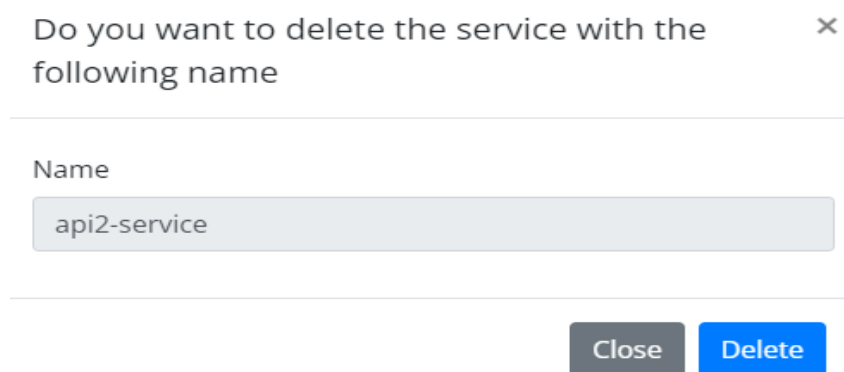 Do you want to delete the service with the
following name
×
Name
api2-service
Close
Delete